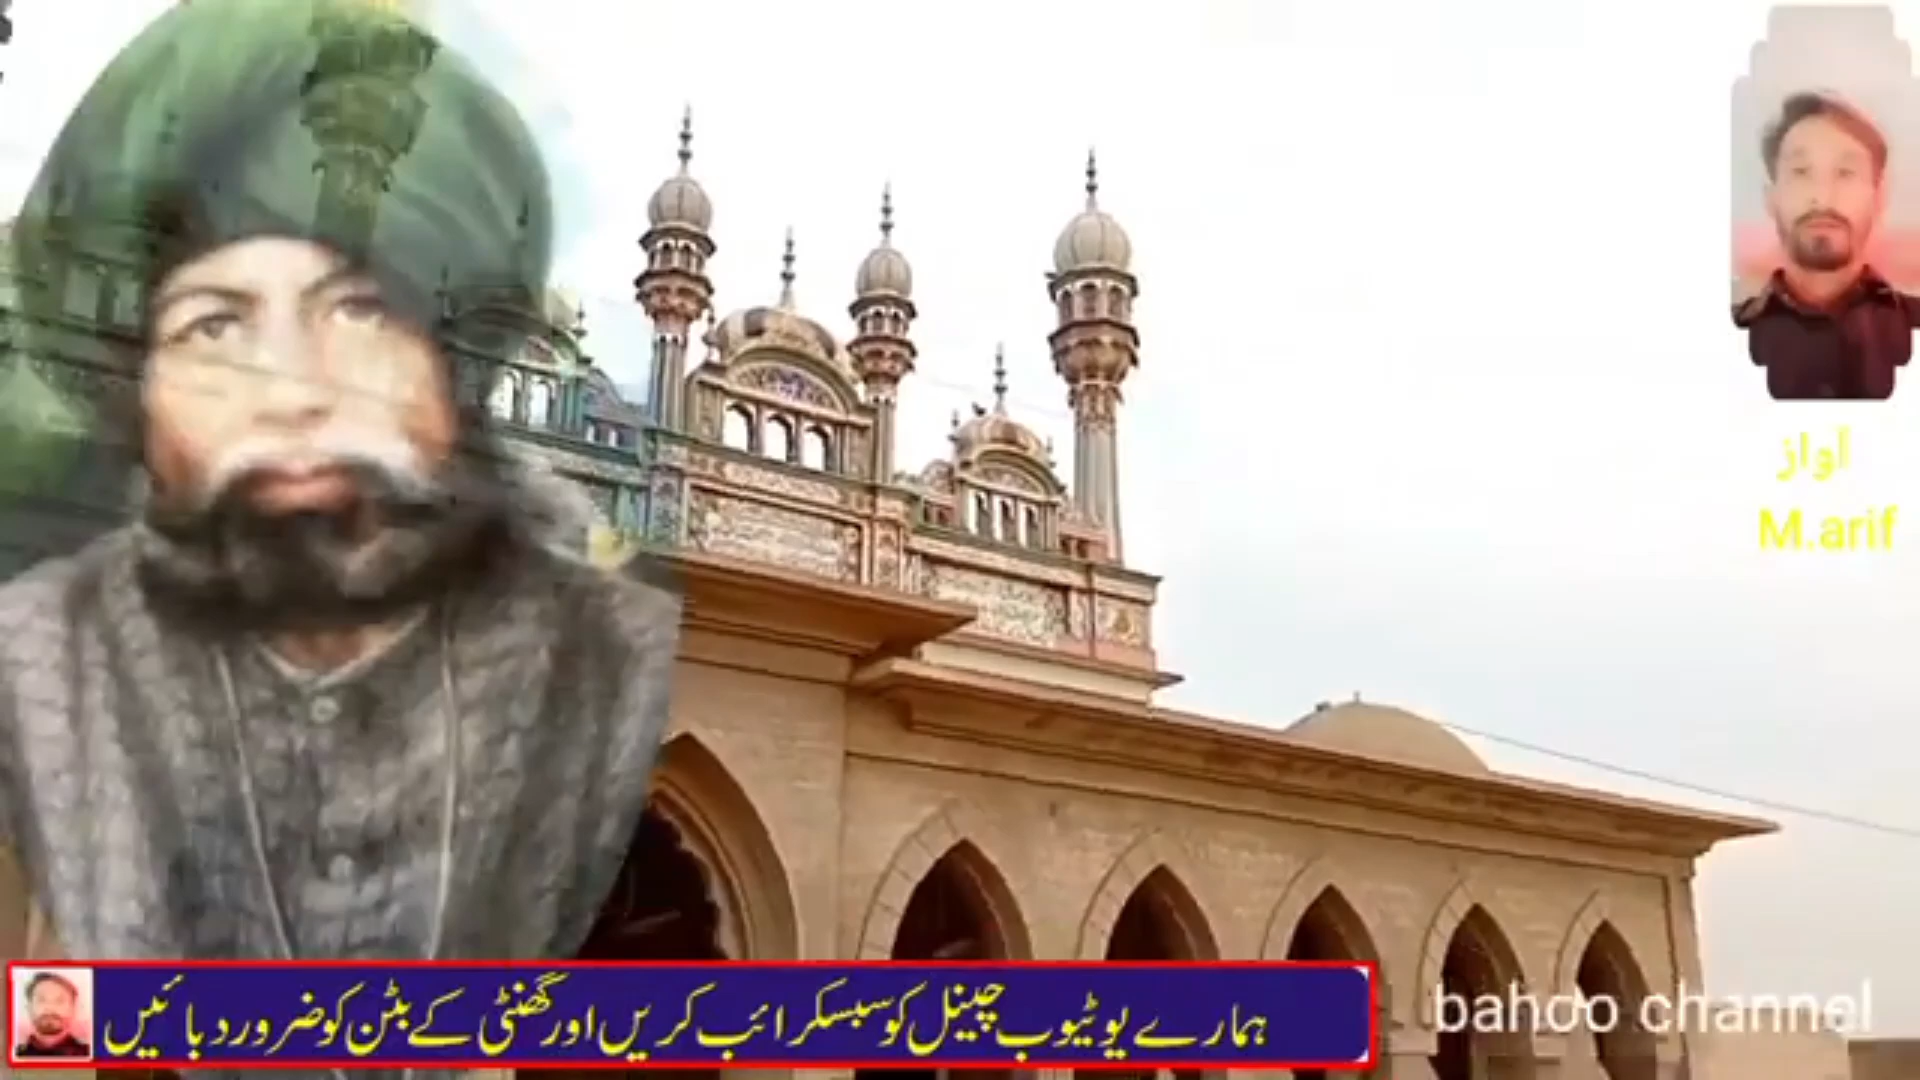 آواز
M.arif
ہمارے یوٹیوب چینل کو سبسکرائب کریں اور گھنٹی کے بٹن کو ضرور دبائیں
bahoo channel